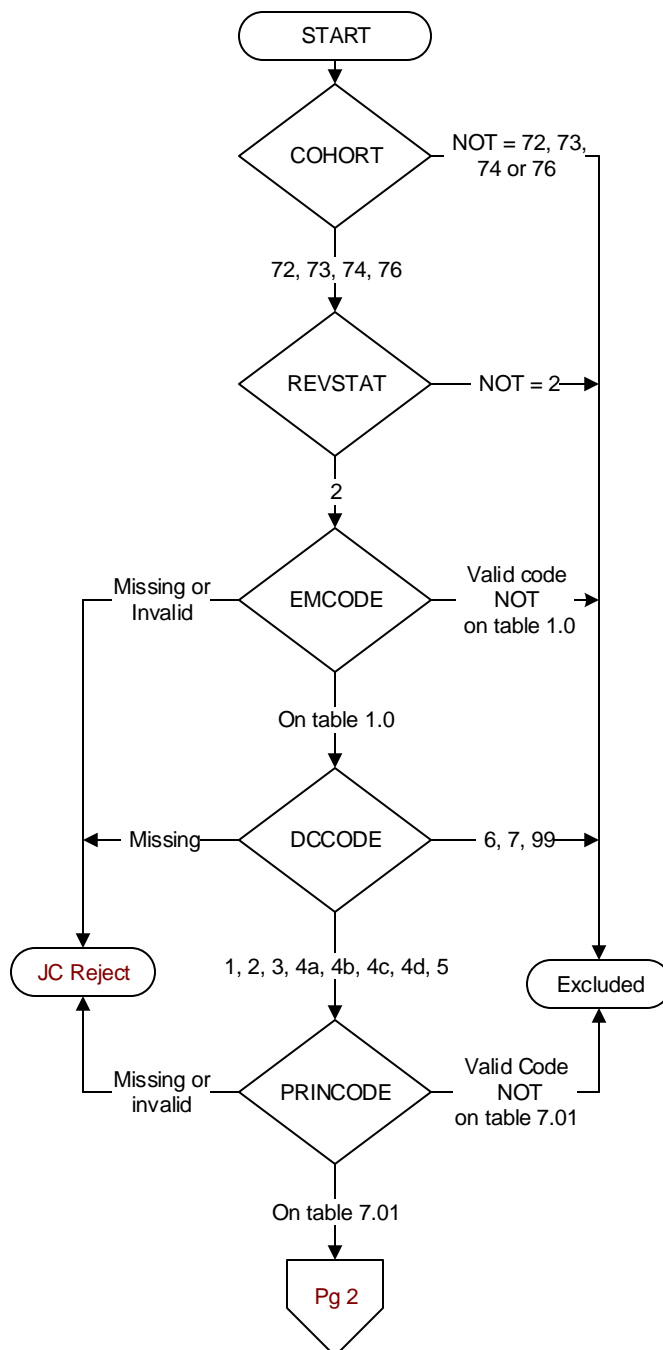 START
COHORT
NOT = 72, 73,
74 or 76
72, 73, 74, 76
REVSTAT
NOT = 2
2
Missing or
Invalid
EMCODE
Valid code
NOT
on table 1.0
On table 1.0
Missing
DCCODE
6, 7, 99
JC Reject
1, 2, 3, 4a, 4b, 4c, 4d, 5
Excluded
Missing or
invalid
PRINCODE
Valid Code
NOT
on table 7.01
On table 7.01
Pg 2